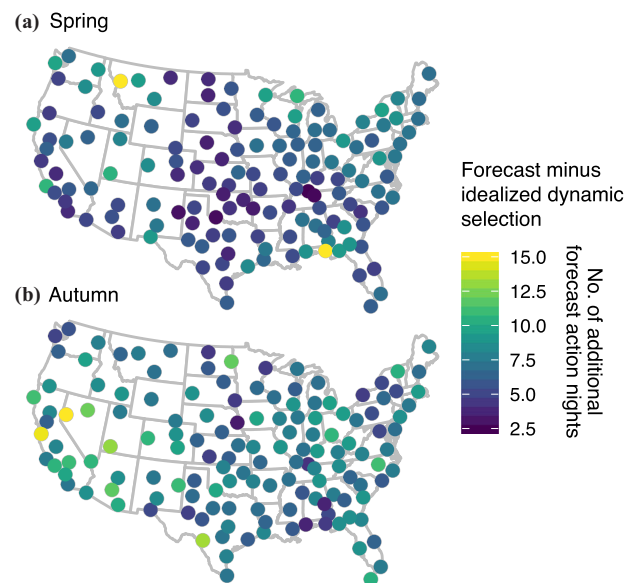 (a) Spring
Forecast minus
idealized dynamic
selection
15.0
12.5
10.0
7.5
5.0
2.5
No. of additional
forecast action nights
(b) Autumn